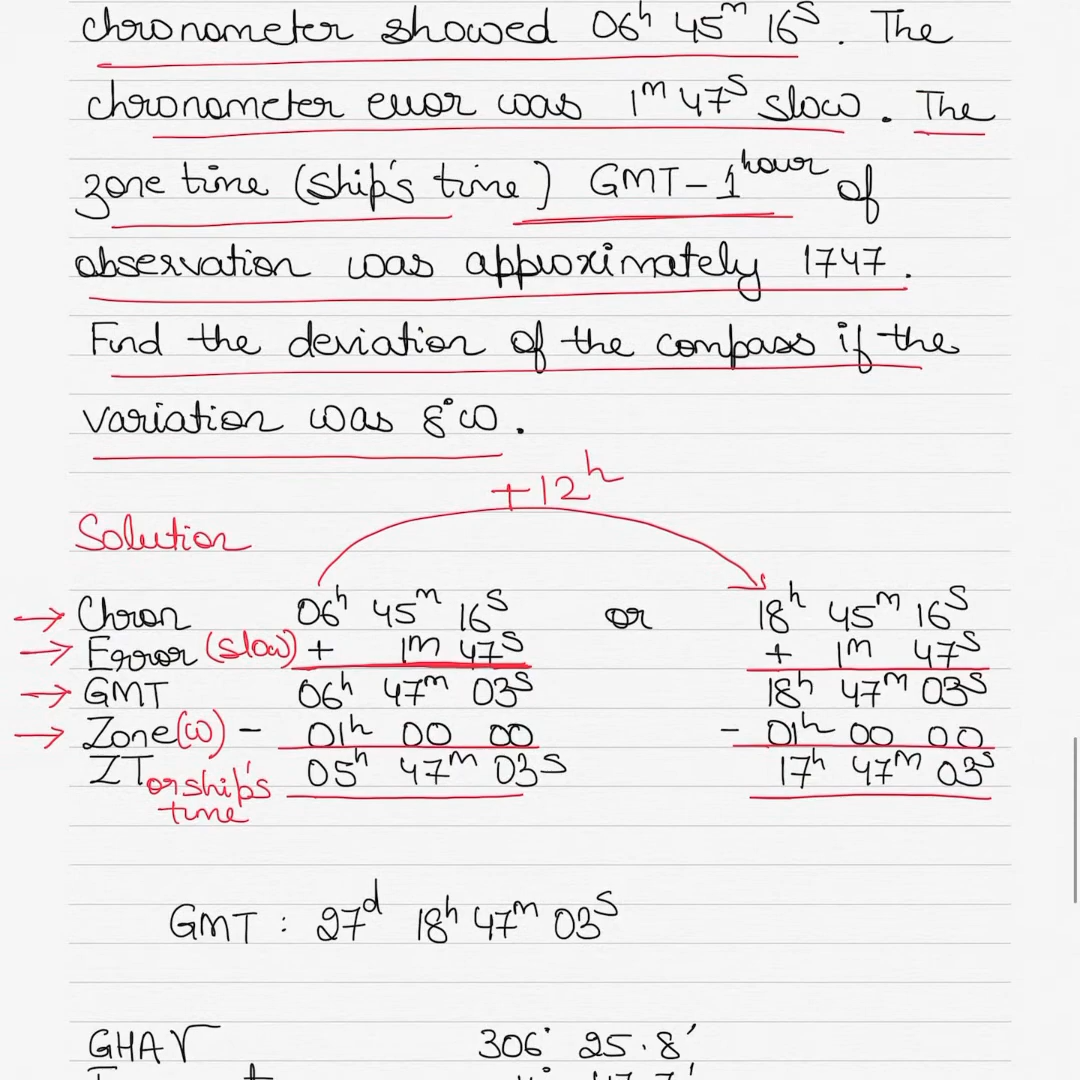 chronometer showed 06ʰ 45ᵐ 16ˢ. The
chronometer error was 1ᵐ 47ˢ slow. The
zone time (ship's time) GMT – 1ʰᵒᵘʳ of
observation was approximately 1747.
Find the deviation of the compass if the
variation was 8°W.
+12ʰ
Solution
→ Chron 06ʰ 45ᵐ 16ˢ or 18ʰ 45ᵐ 16ˢ
→ Error (slow) + 1ᵐ 47ˢ + 1ᵐ 47ˢ
→ GMT 06ʰ 47ᵐ 03ˢ 18ʰ 47ᵐ 03ˢ
→ Zone (W) – 01ʰ 00 00 – 01ʰ 00 00
ZT or ship's 05ʰ 47ᵐ 03ˢ 17ʰ 47ᵐ 03ˢ
time
GMT : 27ᵈ 18ʰ 47ᵐ 03ˢ
GHA ♈ 306° 25.8'